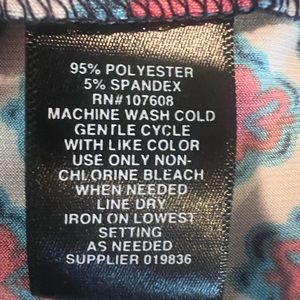 95% POLYESTER
5% SPANDEX
RN#107608
MACHINE WASH COLD
GENTLE CYCLE
WITH LIKE COLOR
USE ONLY NON-
CHLORINE BLEACH
WHEN NEEDED
LINE DRY
IRON ON LOWEST
SETTING
AS NEEDED
SUPPLIER 019836